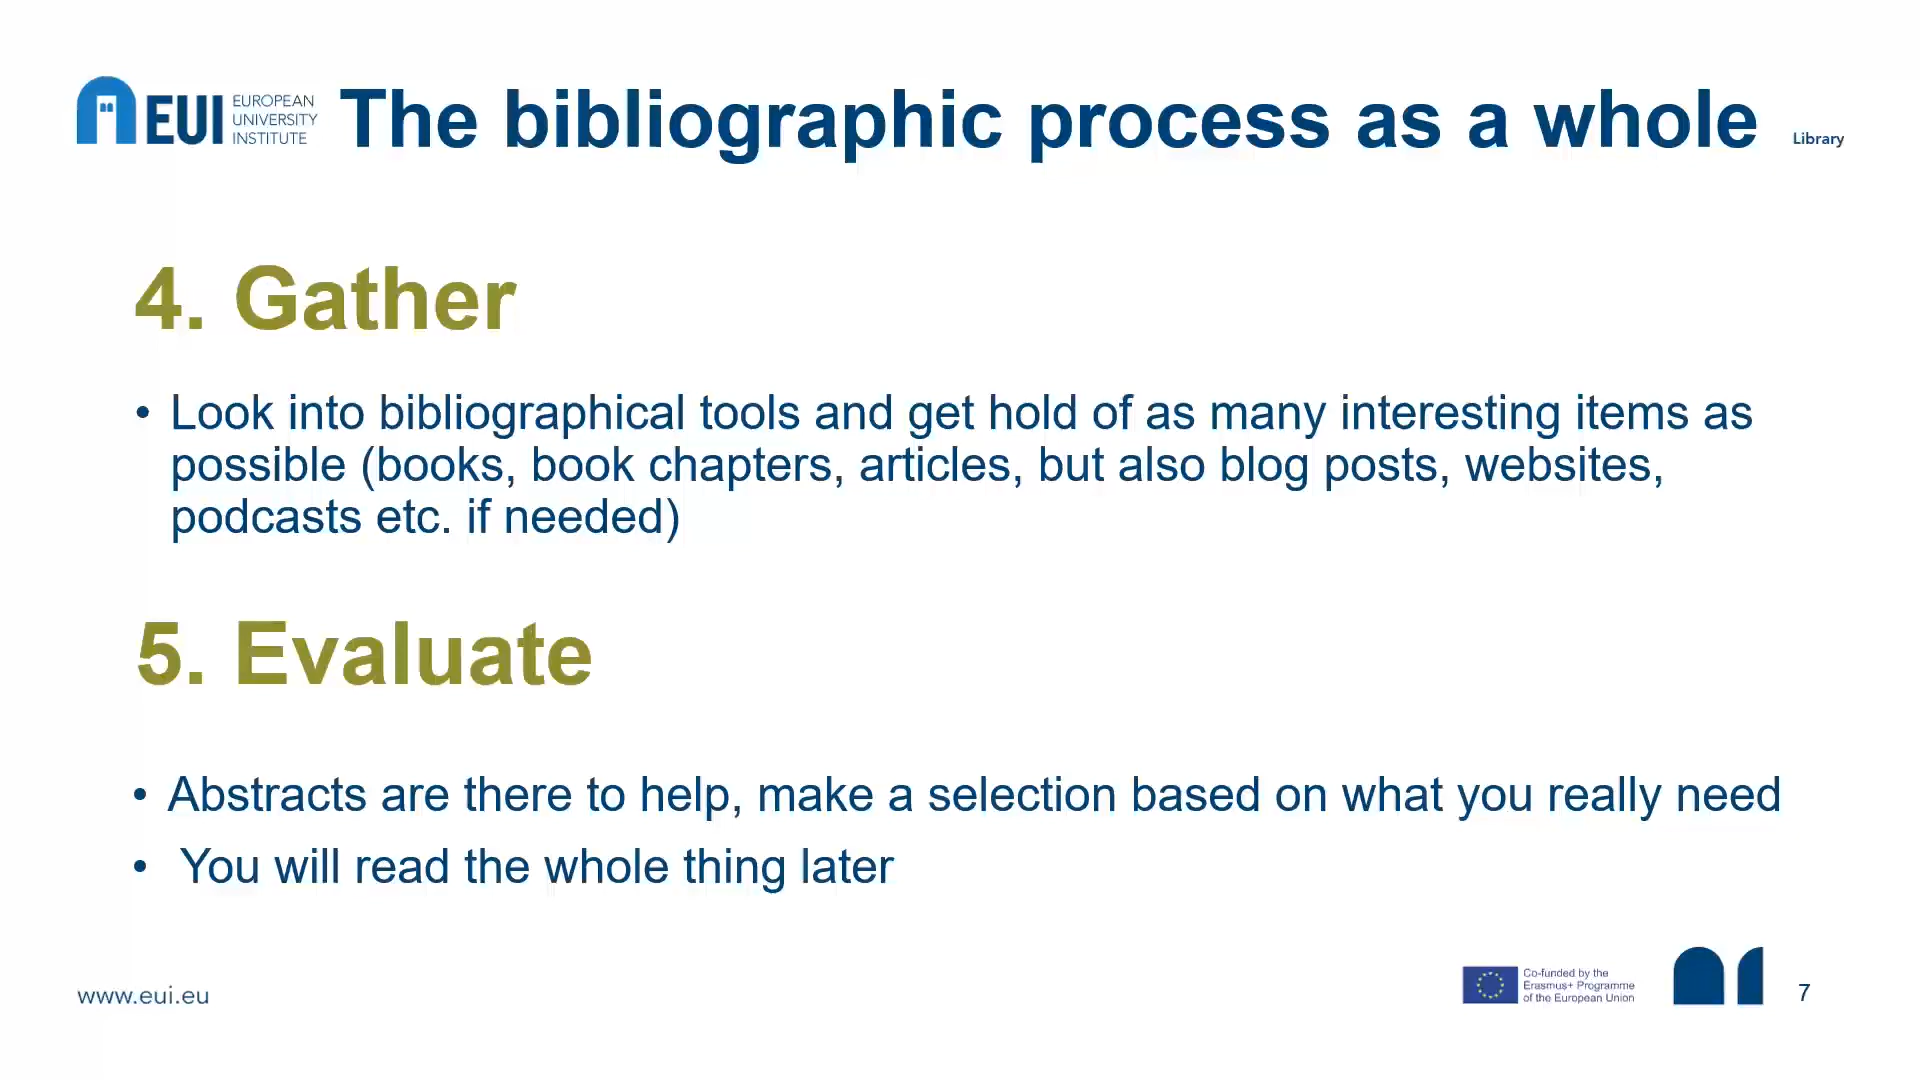 EUI EUROPEAN
UNIVERSITY
INSTITUTE
The bibliographic process as a whole
Library
4. Gather
• Look into bibliographical tools and get hold of as many interesting items as
possible (books, book chapters, articles, but also blog posts, websites,
podcasts etc. if needed)
5. Evaluate
• Abstracts are there to help, make a selection based on what you really need
• You will read the whole thing later
www.eui.eu
Co-funded by the
Erasmus+ Programme
of the European Union
7